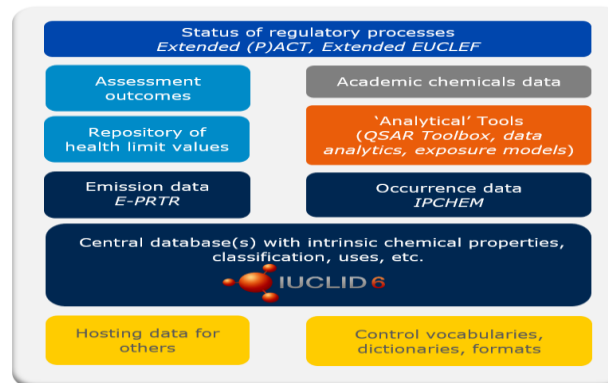 Status of regulatory processes
Extended (P)ACT, Extended EUCLEF
Assessment
outcomes
Academic chemicals data
Repository of
health limit values
‘Analytical’ Tools
(QSAR Toolbox, data
analytics, exposure models)
Emission data
E-PRTR
Occurrence data
IPCHEM
Central database(s) with intrinsic chemical properties,
classification, uses, etc.
IUCLID 6
Hosting data for
others
Control vocabularies,
dictionaries, formats